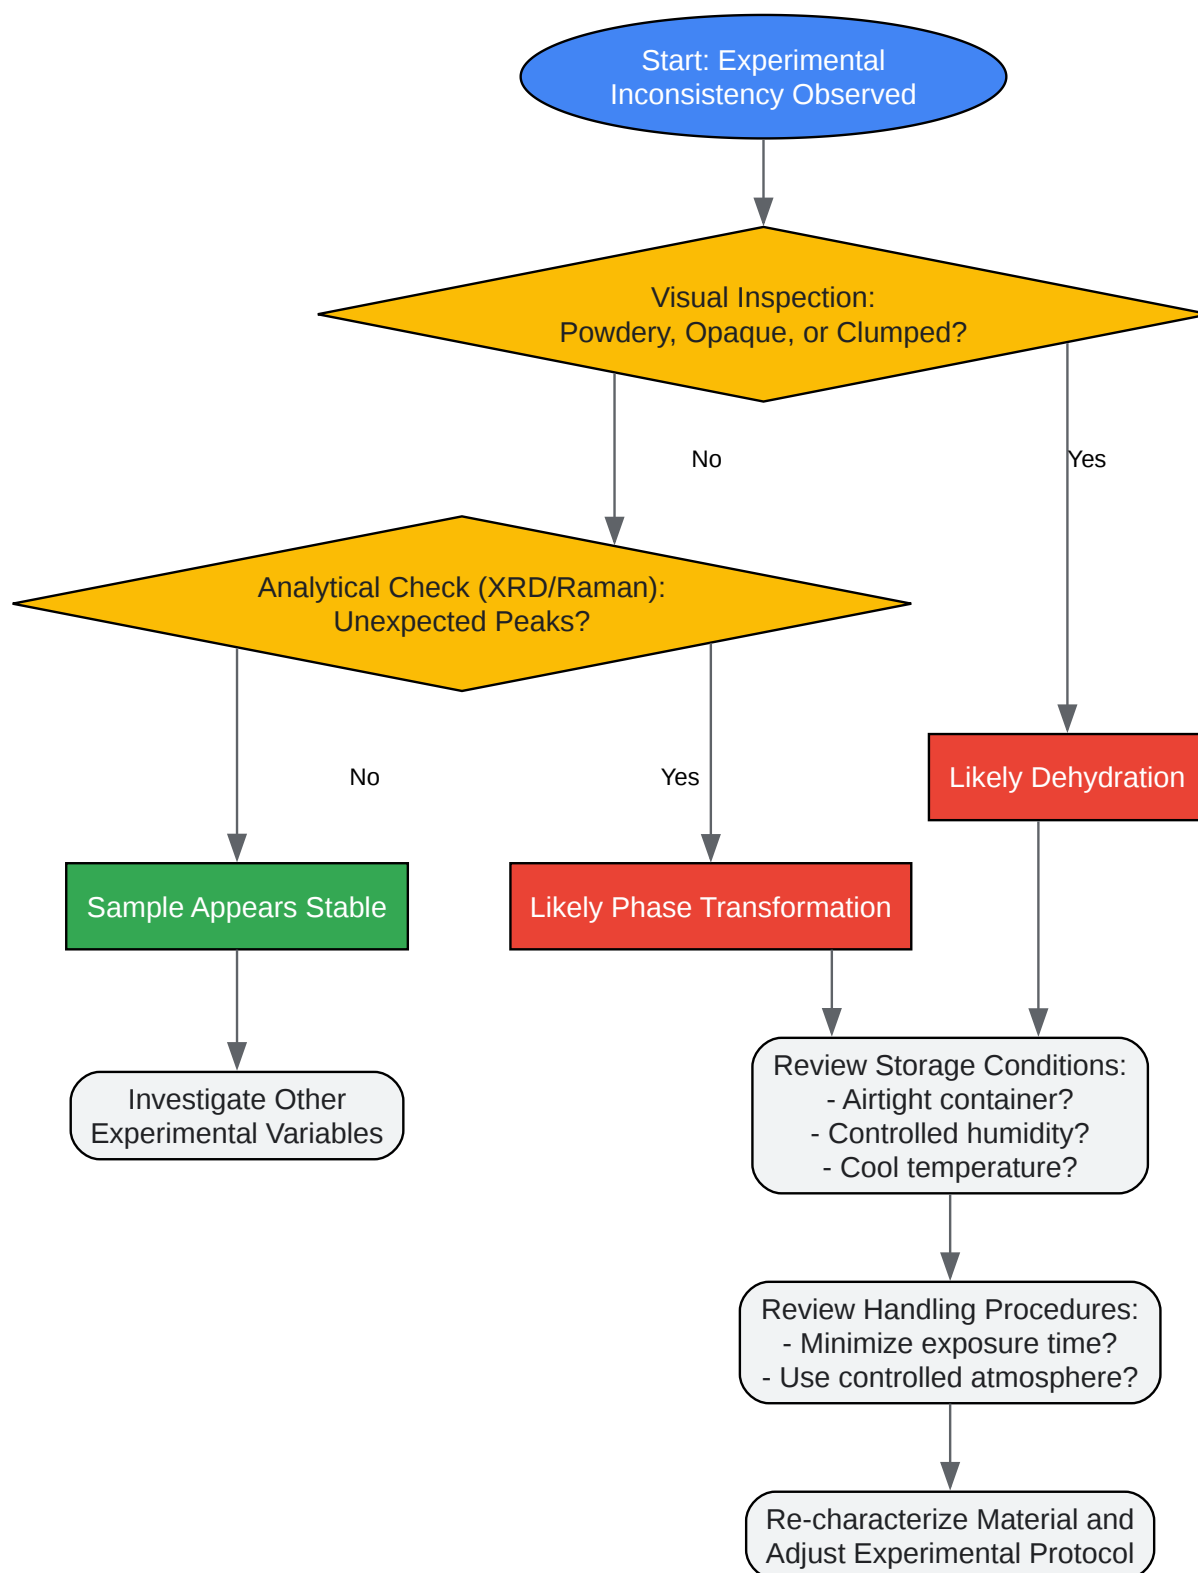 Start: Experimental
Inconsistency Observed
Visual Inspection:
Powdery, Opaque, or Clumped?
No
Yes
Analytical Check (XRD/Raman):
Unexpected Peaks?
No
Yes
Likely Dehydration
Sample Appears Stable
Likely Phase Transformation
Investigate Other
Experimental Variables
Review Storage Conditions:
- Airtight container?
- Controlled humidity?
- Cool temperature?
Review Handling Procedures:
- Minimize exposure time?
- Use controlled atmosphere?
Re-characterize Material and
Adjust Experimental Protocol